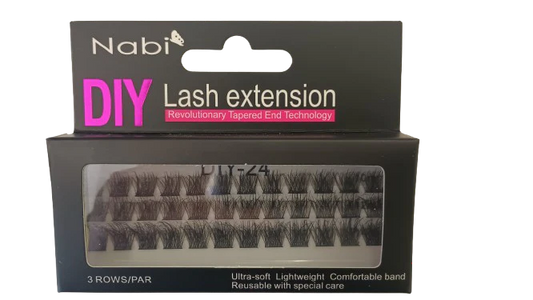 Nabi
DIY Lash extension
Revolutionary Tapered End Technology
DIY-24
3 ROWS/PAR
Ultra-soft Lightweight Comfortable band
Reusable with special care